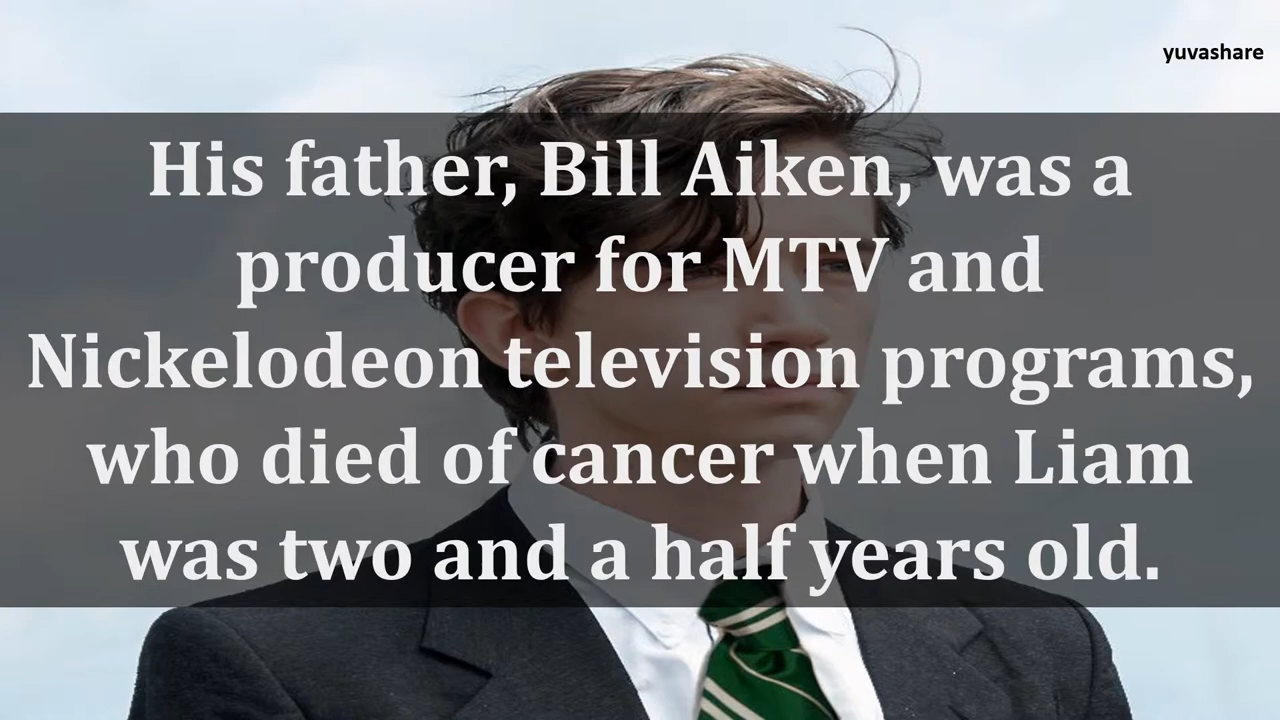 yuvashare
His father, Bill Aiken, was a
producer for MTV and
Nickelodeon television programs,
who died of cancer when Liam
was two and a half years old.